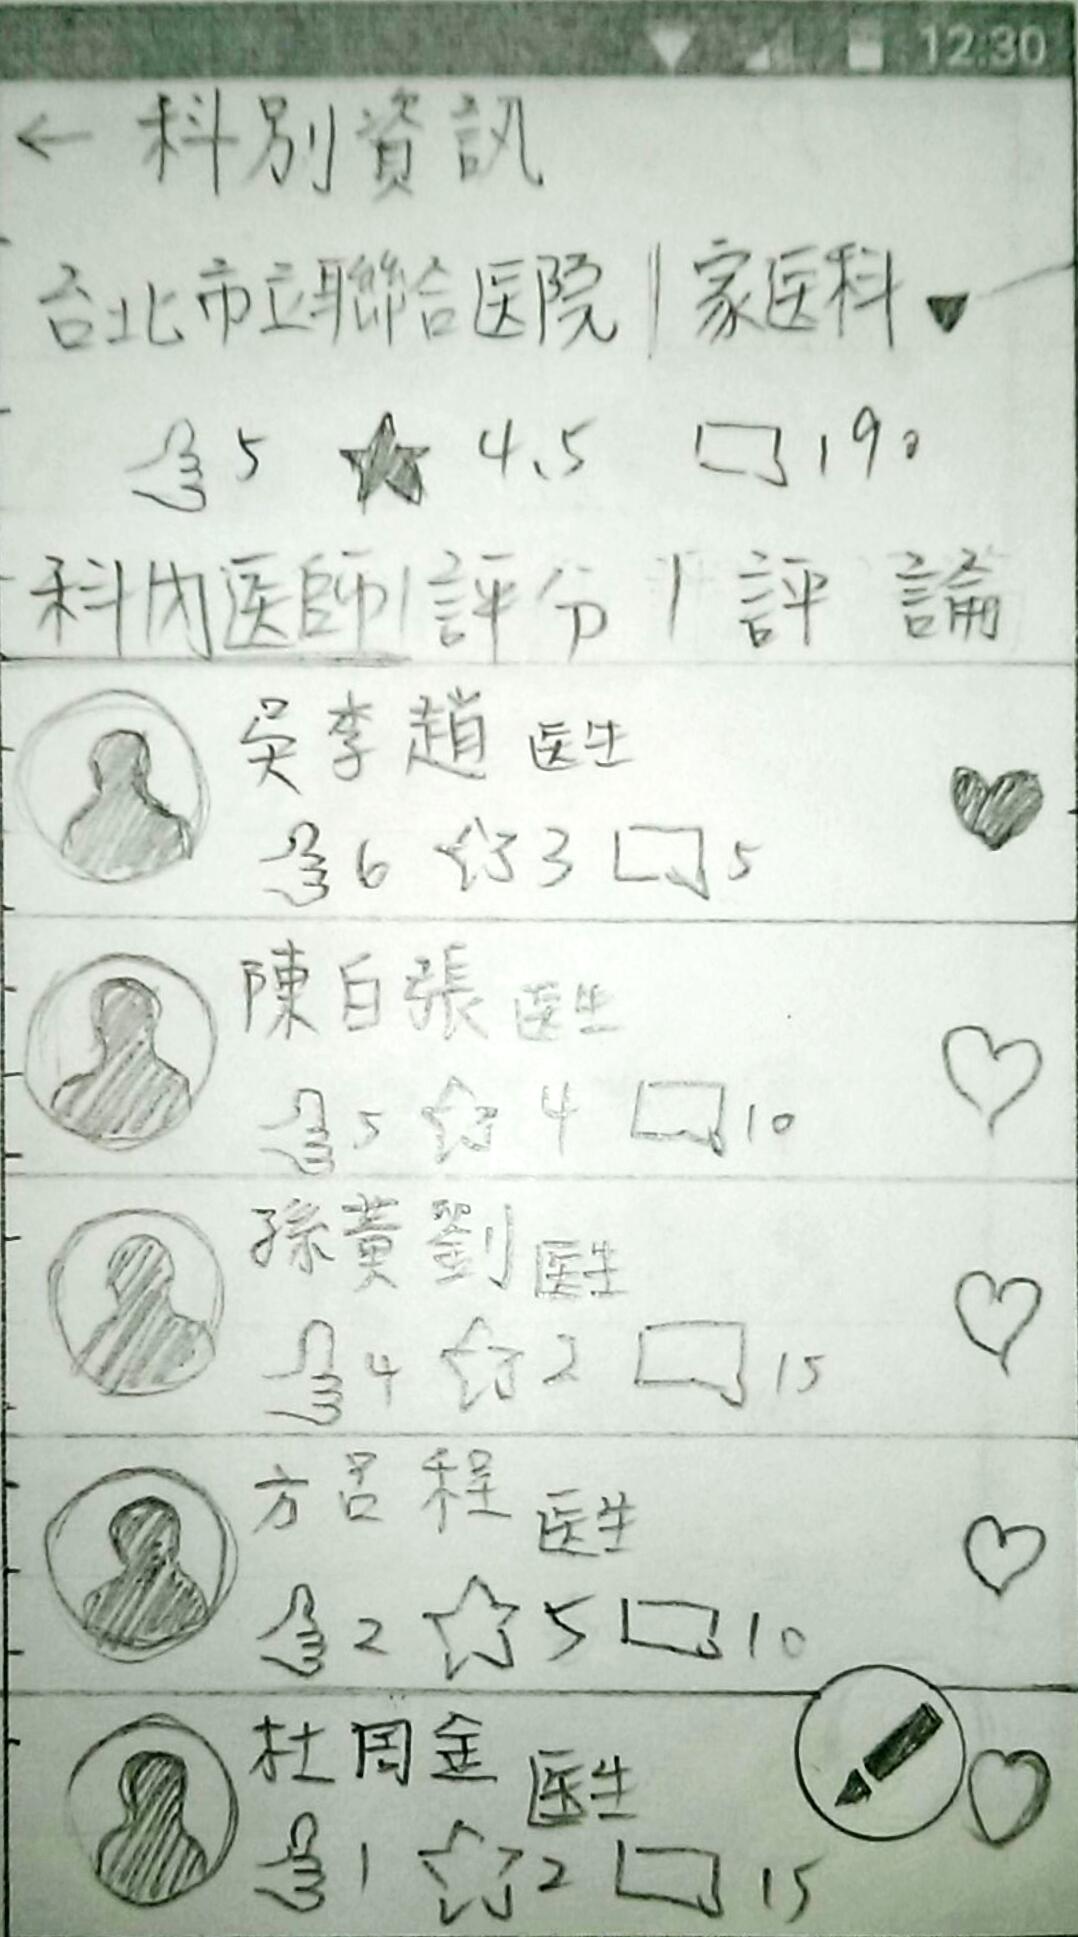 12:30
← 科別資訊
台北市立聯合医院 | 家医科
5 4.5 190
科內医師 | 評分 | 評論
吳李趙 医生
6 3 5
陳白張 医生
5 4 10
孫黃劉 医生
4 2 15
方呂程 医生
2 5 10
杜周金 医生
1 2 15